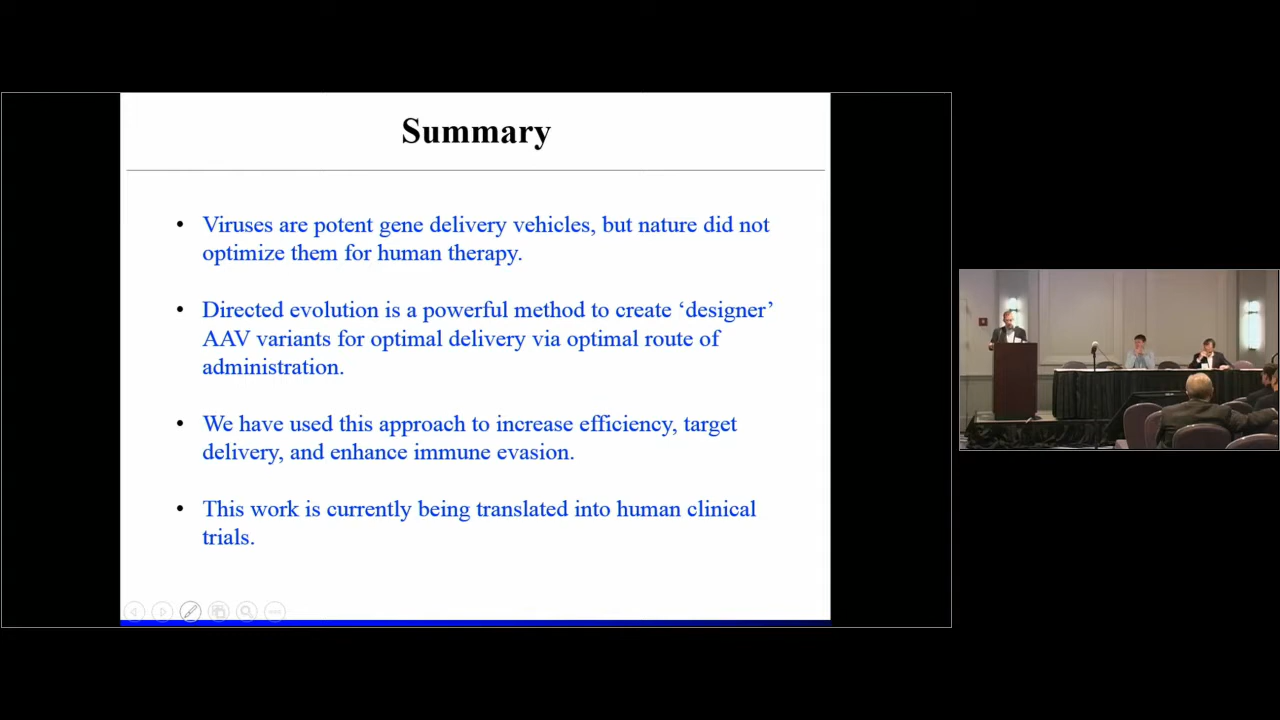 Summary
• Viruses are potent gene delivery vehicles, but nature did not
optimize them for human therapy.
• Directed evolution is a powerful method to create ‘designer’
AAV variants for optimal delivery via optimal route of
administration.
• We have used this approach to increase efficiency, target
delivery, and enhance immune evasion.
• This work is currently being translated into human clinical
trials.